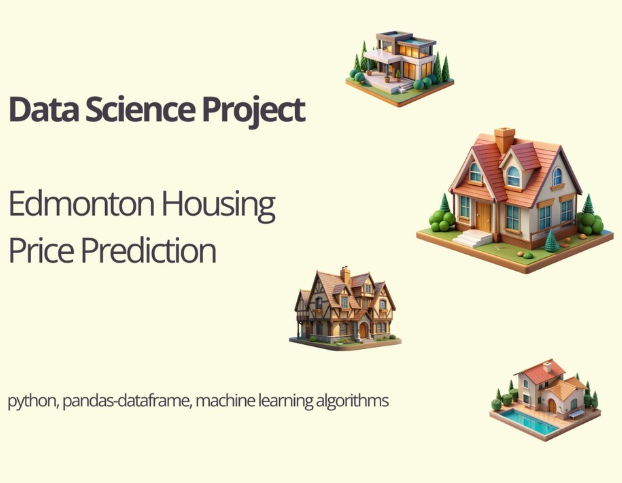 Data Science Project
Edmonton Housing
Price Prediction
python, pandas-dataframe, machine learning algorithms